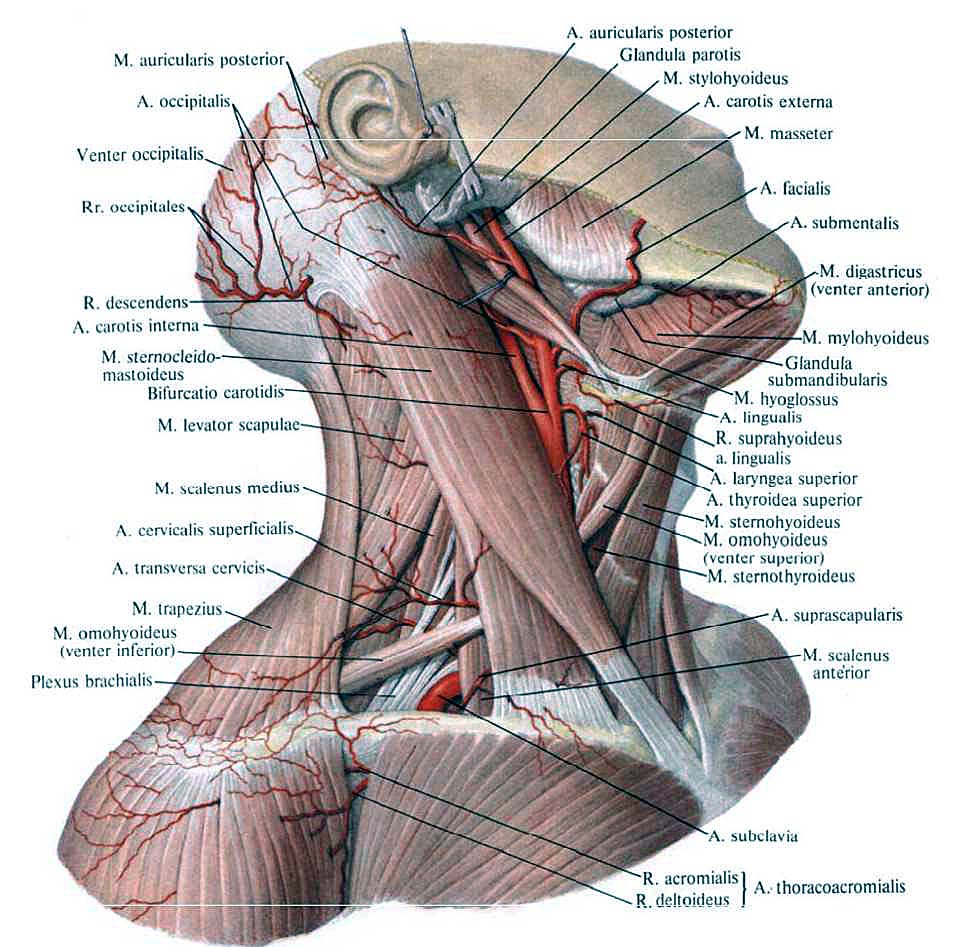 M. auricularis posterior
A. occipitalis
Venter occipitalis
Rr. occipitales
R. descendens
A. carotis interna
M. sternocleido-
mastoideus
Bifurcatio carotidis
M. levator scapulae
M. scalenus medius
A. cervicalis superficialis
A. transversa cervicis
M. trapezius
M. omohyoideus
(venter inferior)
Plexus brachialis
A. auricularis posterior
Glandula parotis
M. stylohyoideus
A. carotis externa
M. masseter
A. facialis
A. submentalis
M. digastricus
(venter anterior)
M. mylohyoideus
Glandula
submandibularis
M. hyoglossus
A. lingualis
R. suprahyoideus
a. lingualis
A. laryngea superior
A. thyroidea superior
M. sternohyoideus
M. omohyoideus
(venter superior)
M. sternothyroideus
A. suprascapularis
M. scalenus
anterior
A. subclavia
R. acromialis
R. deltoideus
} A. thoracoacromialis